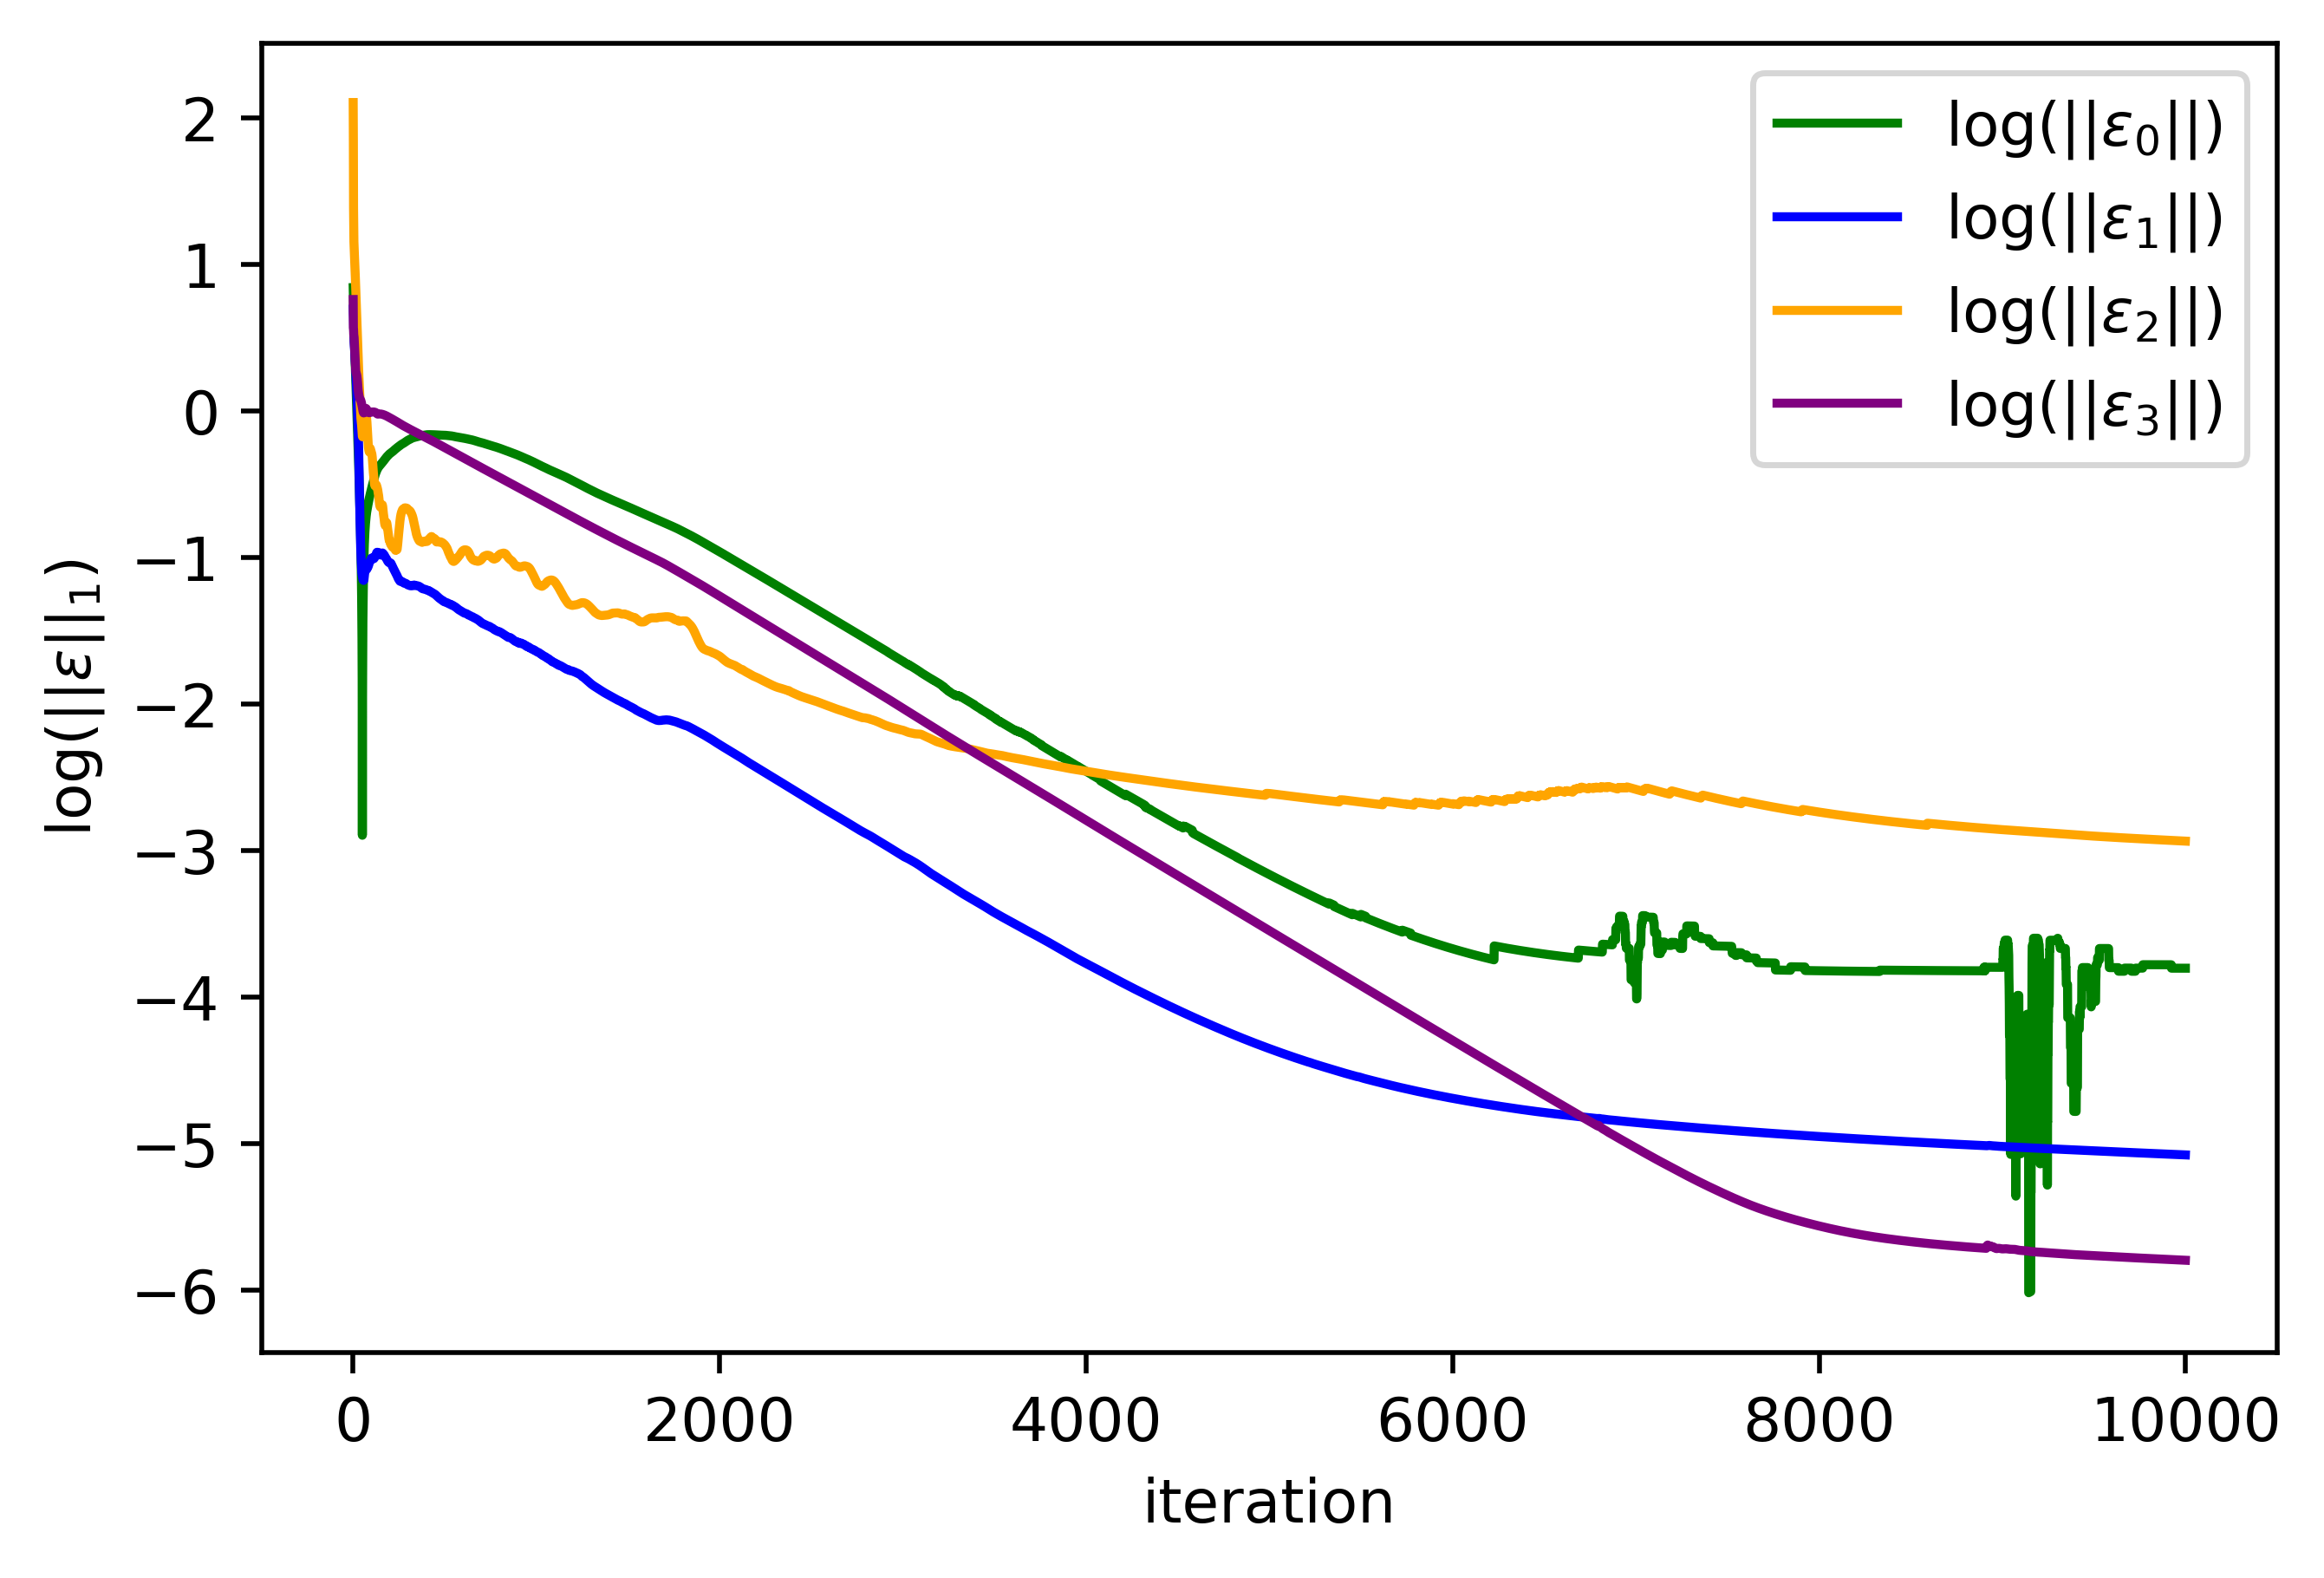 log(||ε||₁)
2
1
0
−1
−2
−3
−4
−5
−6
log(||ε₀||)
log(||ε₁||)
log(||ε₂||)
log(||ε₃||)
0 2000 4000 6000 8000 10000
iteration